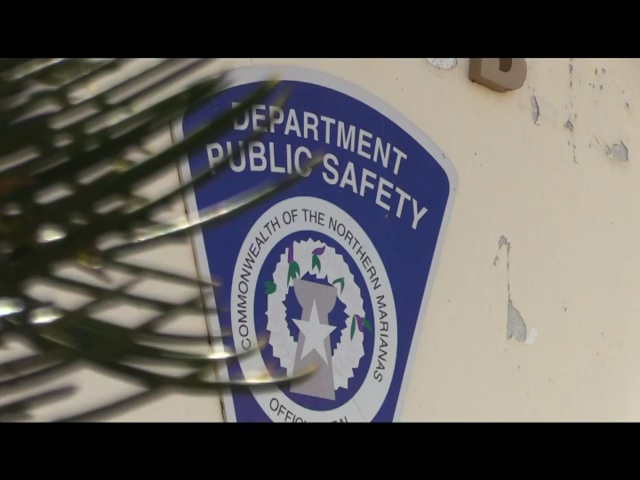 DEPARTMENT
PUBLIC SAFETY
COMMONWEALTH OF THE NORTHERN MARIANAS